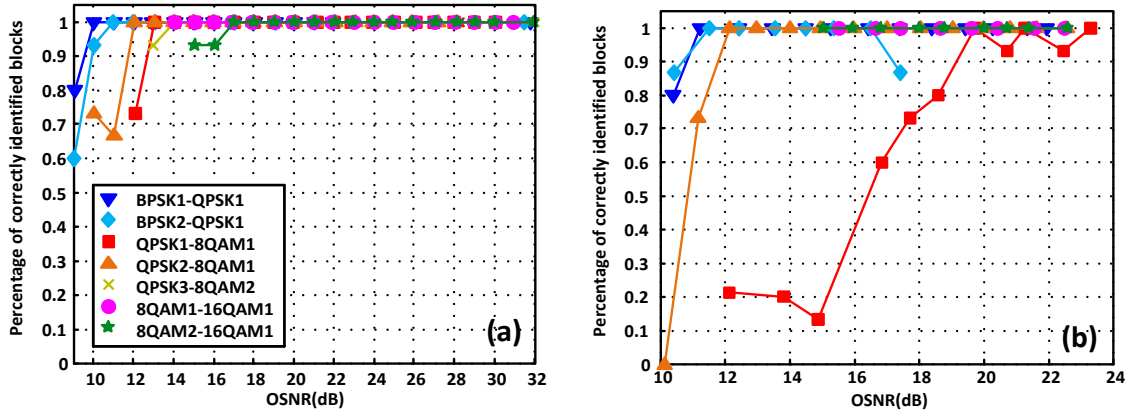 Percentage of correctly identified blocks
1
0.9
0.8
0.7
0.6
0.5
0.4
0.3
0.2
0.1
0
BPSK1-QPSK1
BPSK2-QPSK1
QPSK1-8QAM1
QPSK2-8QAM1
QPSK3-8QAM2
8QAM1-16QAM1
8QAM2-16QAM1
(a)
10 12 14 16 18 20 22 24 26 28 30 32
OSNR(dB)
Percentage of correctly identified blocks
1
0.9
0.8
0.7
0.6
0.5
0.4
0.3
0.2
0.1
0
(b)
10 12 14 16 18 20 22 24
OSNR(dB)